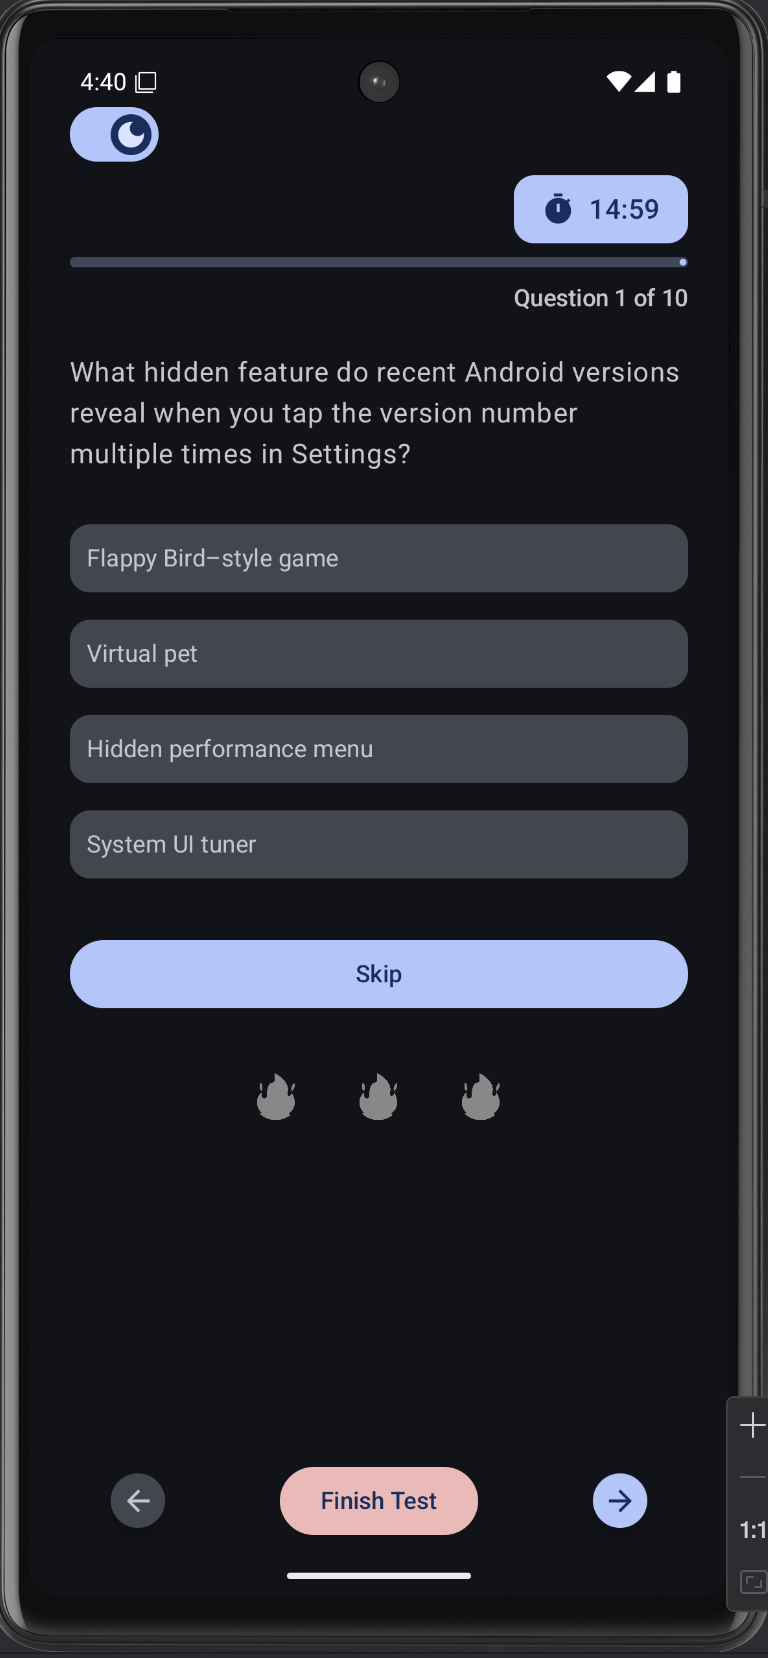 4:40
14:59
Question 1 of 10
What hidden feature do recent Android versions
reveal when you tap the version number
multiple times in Settings?
Flappy Bird–style game
Virtual pet
Hidden performance menu
System UI tuner
Skip
Finish Test
1:1